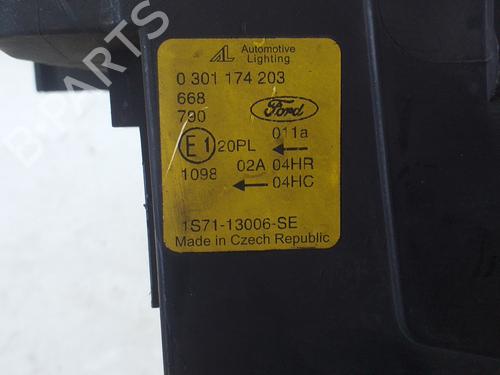 AL Automotive Lighting
0 301 174 203
668
790
Ford
011a
E1 20PL ←
1098 02A 04HR
← 04HC
1S71-13006-SE
Made in Czech Republic
B-PARTS